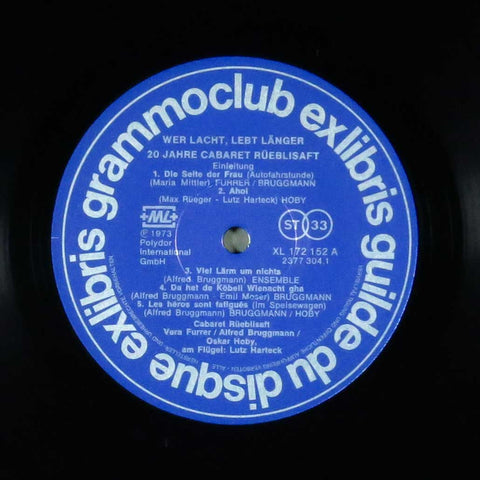 grammoclub exlibris guilde du disque exlibris
WER LACHT, LEBT LÄNGER
20 JAHRE CABARET RÜEBLISAFT
Einleitung
1. Die Seite der Frau (Autofahrstunde)
(Maria Mittler) FURRER / BRUGGMANN
2. Ahoi
(Max Rüeger - Lutz Harteck) HOBY
+ML+
ST 33
℗ 1973
Polydor
International
GmbH
XL 172 152 A
2377 304.1
3. Viel Lärm um nichts
(Alfred Bruggmann) ENSEMBLE
4. Da het de Köbeli Wienacht gha
(Alfred Bruggmann - Emil Moser) BRUGGMANN
5. Les héros sont fatigués (im Speisewagen)
(Alfred Bruggmann) BRUGGMANN / HOBY
Cabaret Rüeblisaft
Vera Furrer / Alfred Bruggmann /
Oskar Hoby,
am Flügel: Lutz Harteck